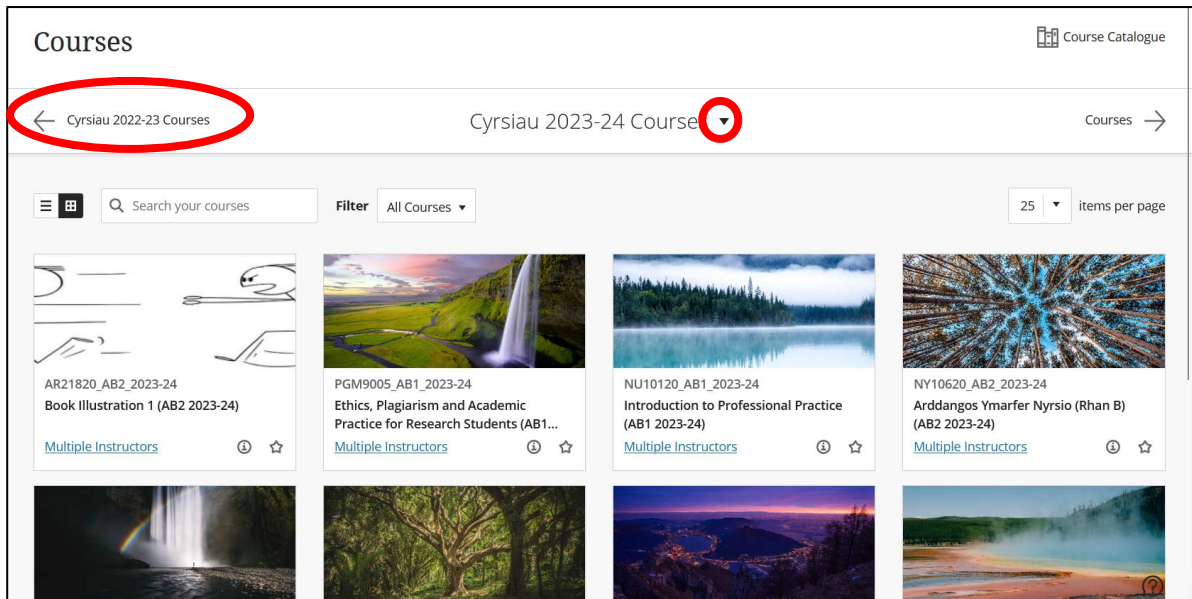 Courses
Course Catalogue
Cyrsiau 2022-23 Courses
Cyrsiau 2023-24 Course
Courses
Search your courses
Filter
All Courses
25
items per page
AR21820_AB2_2023-24
Book Illustration 1 (AB2 2023-24)
Multiple Instructors
PGM9005_AB1_2023-24
Ethics, Plagiarism and Academic
Practice for Research Students (AB1...
Multiple Instructors
NU10120_AB1_2023-24
Introduction to Professional Practice
(AB1 2023-24)
Multiple Instructors
NY10620_AB2_2023-24
Arddangos Ymarfer Nyrsio (Rhan B)
(AB2 2023-24)
Multiple Instructors